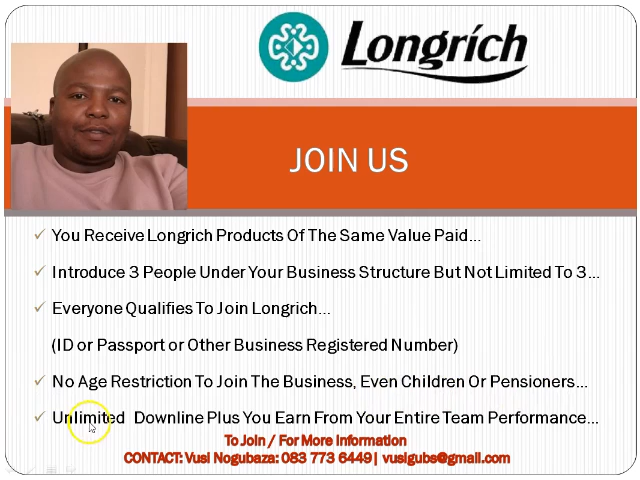 Longrích
JOIN US
You Receive Longrich Products Of The Same Value Paid...
Introduce 3 People Under Your Business Structure But Not Limited To 3...
Everyone Qualifies To Join Longrich...
(ID or Passport or Other Business Registered Number)
No Age Restriction To Join The Business, Even Children Or Pensioners...
Unlimited Downline Plus You Earn From Your Entire Team Performance...
To Join / For More Information
CONTACT: Vusi Nogubaza: 083 773 6449| vusigubs@gmail.com